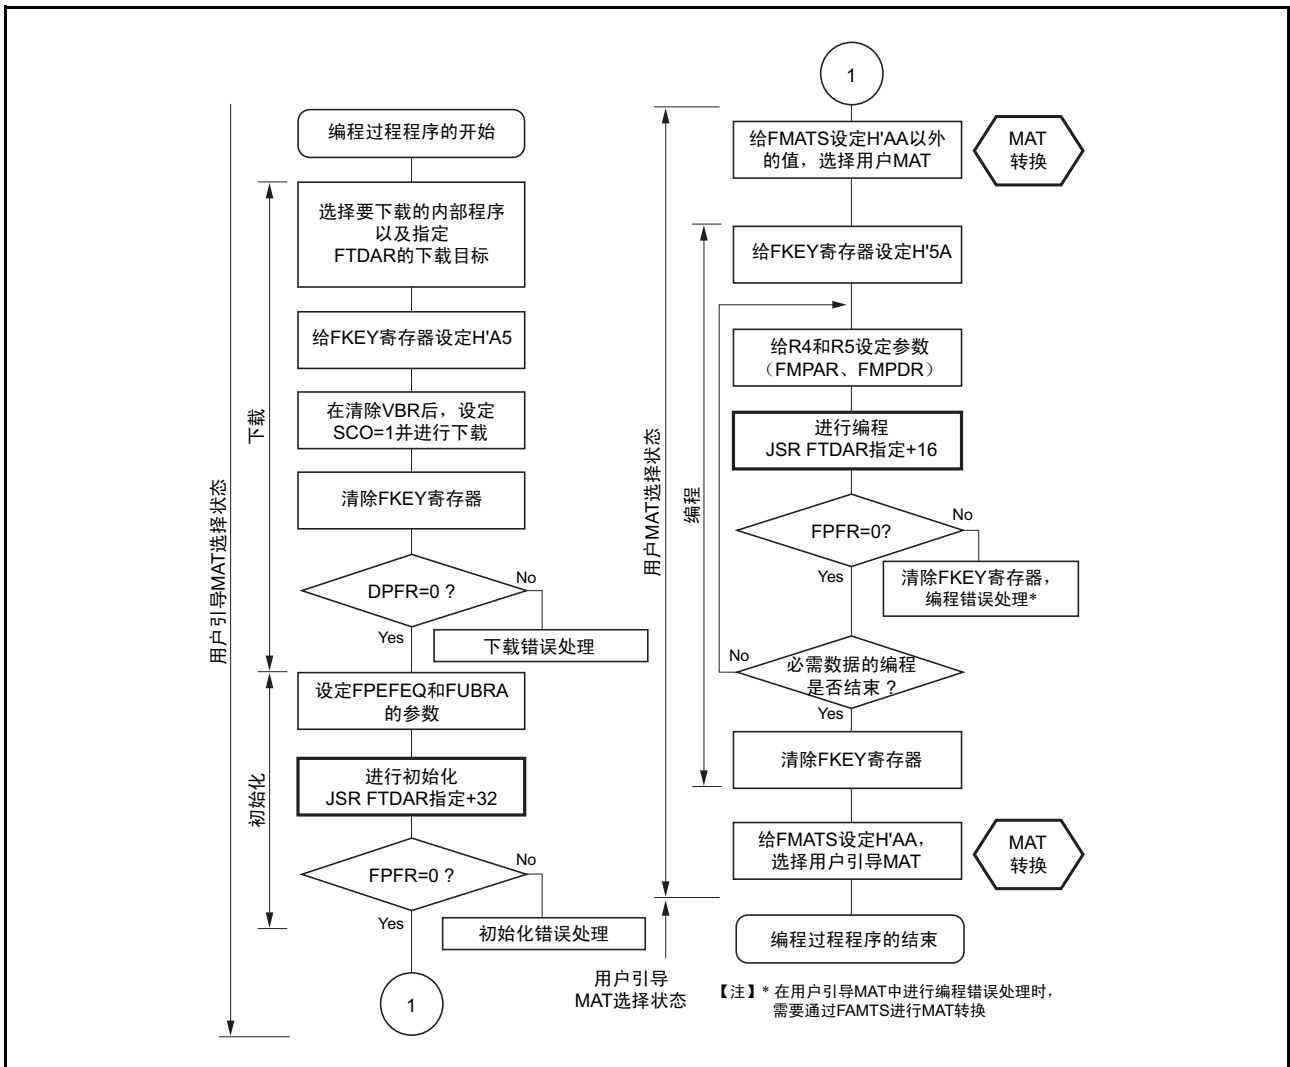 用户引导MAT选择状态
编程过程程序的开始
下载
选择要下载的内部程序
以及指定
FTDAR的下载目标
给FKEY寄存器设定H'A5
在清除VBR后，设定
SCO=1并进行下载
清除FKEY寄存器
DPFR=0 ?
No
Yes
下载错误处理
初始化
设定FPEFEQ和FUBRA
的参数
进行初始化
JSR FTDAR指定+32
FPFR=0 ?
No
Yes
初始化错误处理
1
1
用户MAT选择状态
给FMATS设定H'AA以外
的值，选择用户MAT
MAT
转换
编程
给FKEY寄存器设定H'5A
给R4和R5设定参数
（FMPAR、FMPDR）
进行编程
JSR FTDAR指定+16
FPFR=0?
No
Yes
清除FKEY寄存器，
编程错误处理*
必需数据的编程
是否结束？
No
Yes
清除FKEY寄存器
给FMATS设定H'AA，
选择用户引导MAT
MAT
转换
编程过程程序的结束
用户引导
MAT选择状态
【注】* 在用户引导MAT中进行编程错误处理时，
需要通过FAMTS进行MAT转换